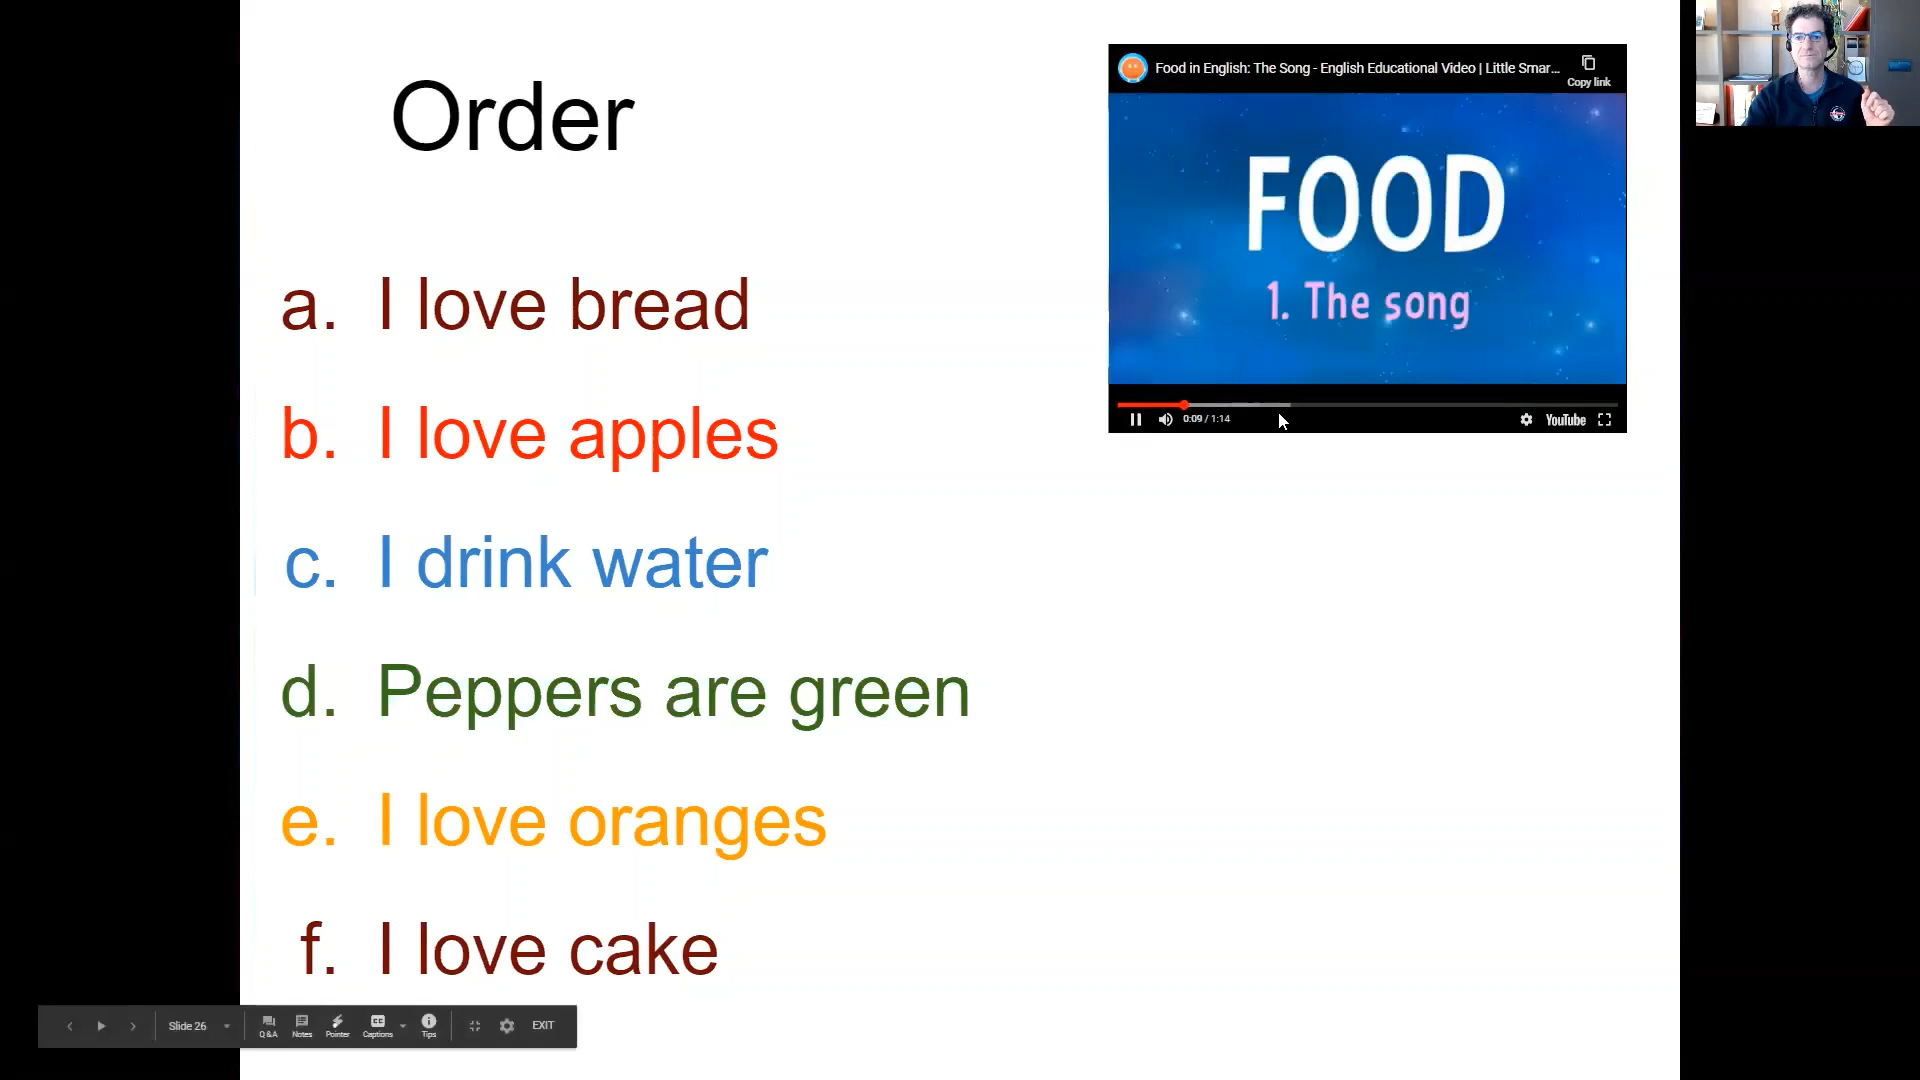 Order
a. I love bread
b. I love apples
c. I drink water
d. Peppers are green
e. I love oranges
f. I love cake
Food in English: The Song - English Educational Video | Little Smar...
Copy link
FOOD
1. The song
0:09 / 1:14
YouTube
Slide 26
Q&A
Notes
Pointer
CC
Captions
Tips
EXIT